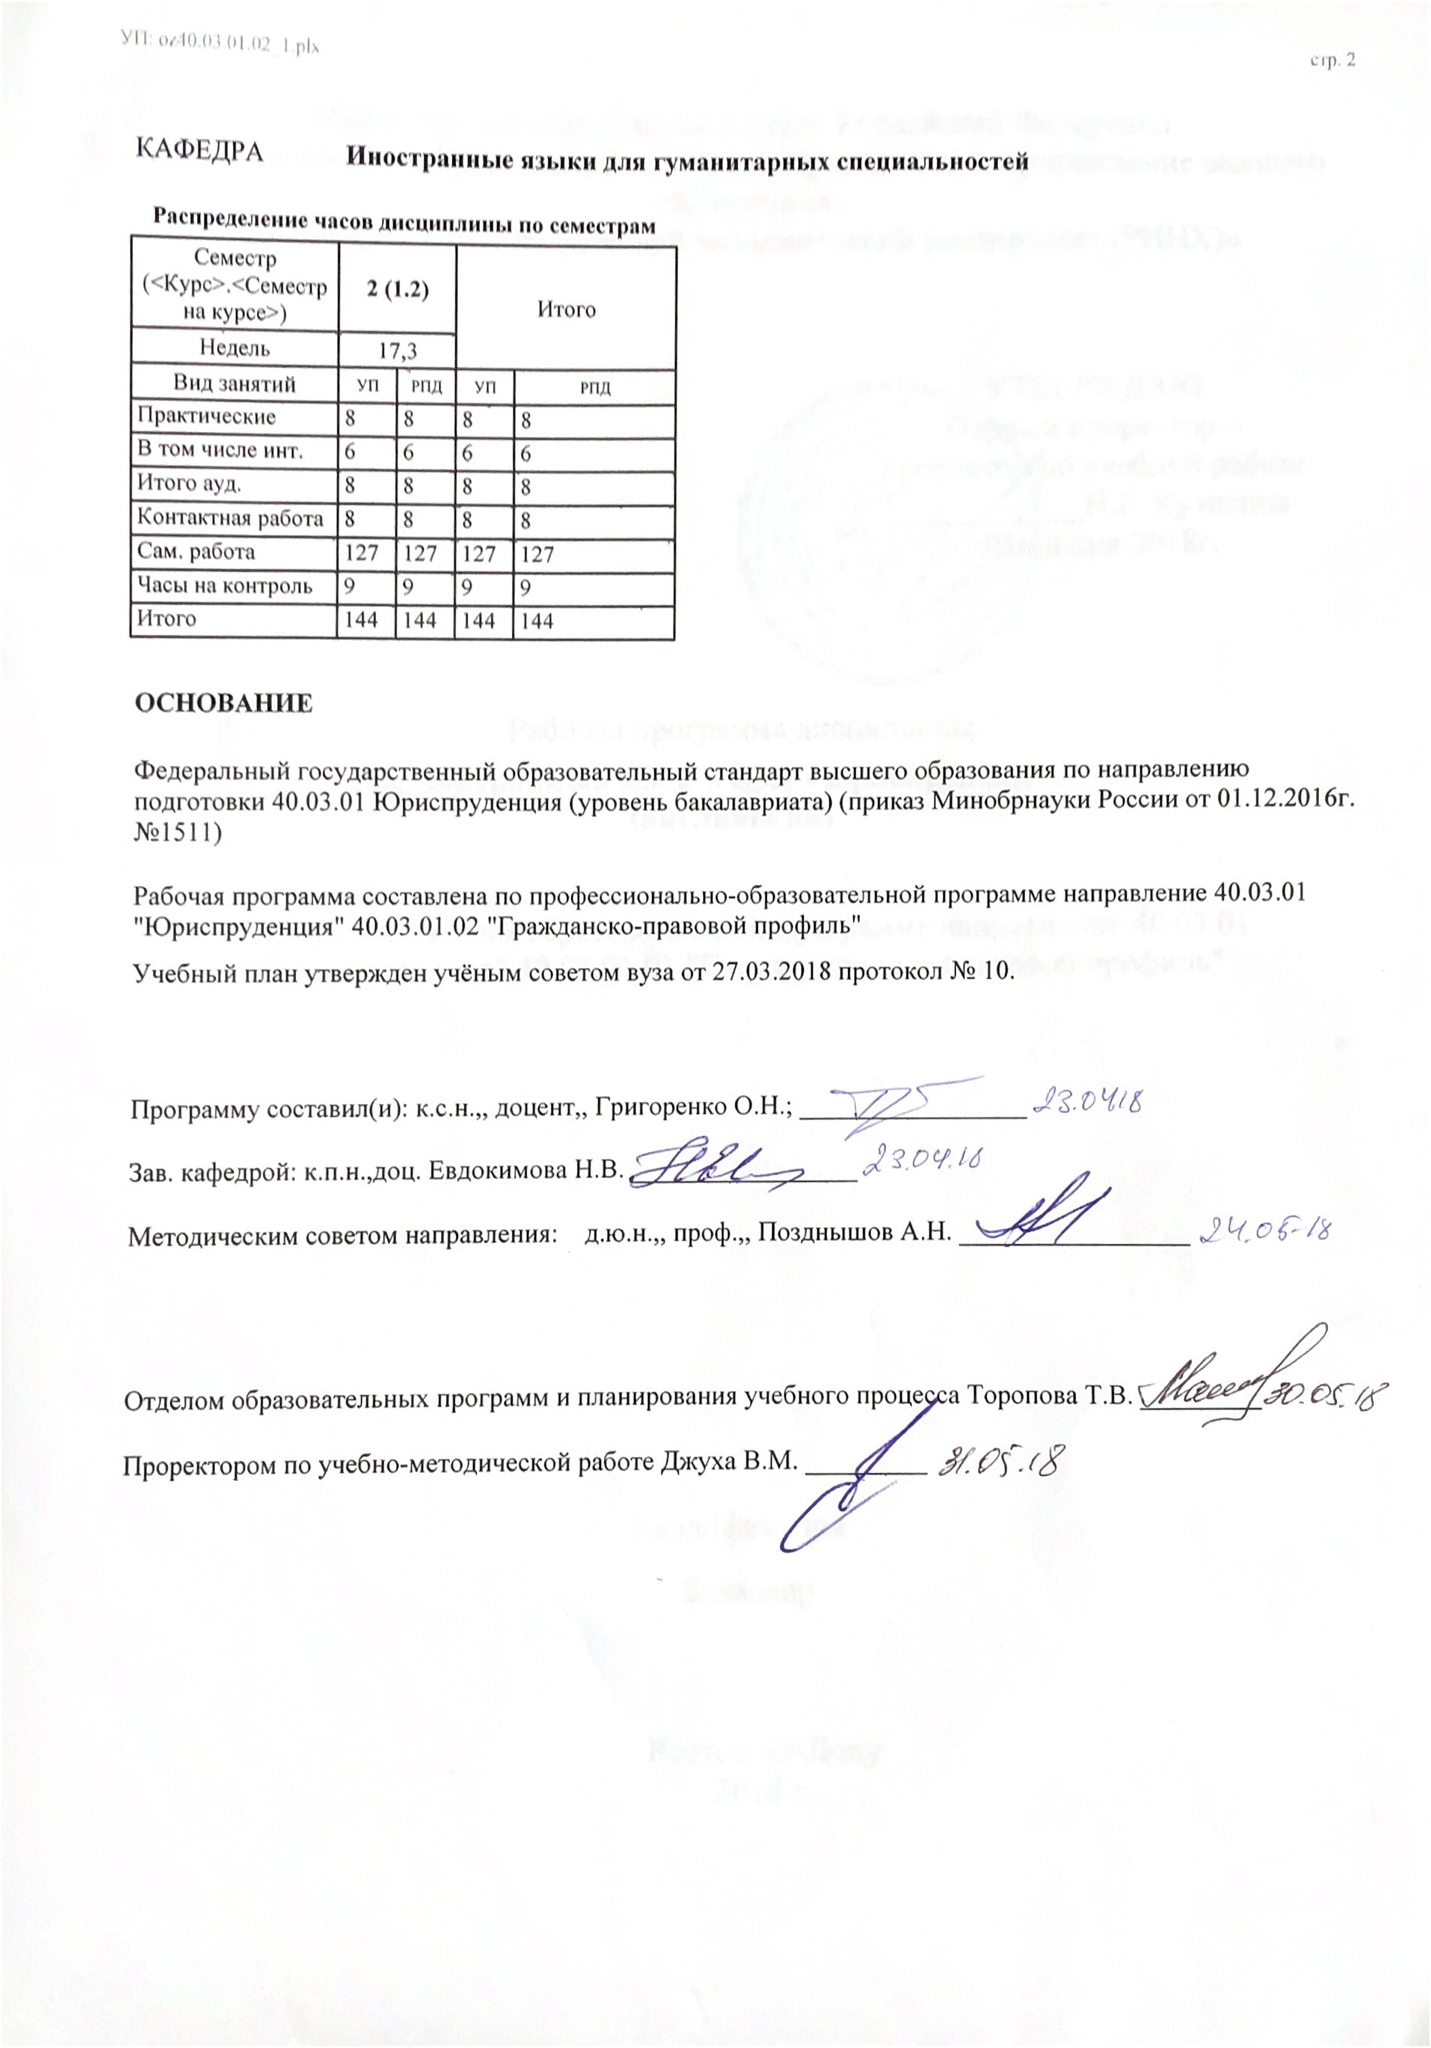 УП: oz40.03.01.02_1.plx
стр. 2
КАФЕДРА Иностранные языки для гуманитарных специальностей
Распределение часов дисциплины по семестрам
Семестр (<Курс>.<Семестр на курсе>) 2 (1.2) Итого
Недель 17,3
Вид занятий УП РПД УП РПД
Практические 8 8 8 8
В том числе инт. 6 6 6 6
Итого ауд. 8 8 8 8
Контактная работа 8 8 8 8
Сам. работа 127 127 127 127
Часы на контроль 9 9 9 9
Итого 144 144 144 144
ОСНОВАНИЕ
Федеральный государственный образовательный стандарт высшего образования по направлению
подготовки 40.03.01 Юриспруденция (уровень бакалавриата) (приказ Минобрнауки России от 01.12.2016г.
№1511)
Рабочая программа составлена по профессионально-образовательной программе направление 40.03.01
"Юриспруденция" 40.03.01.02 "Гражданско-правовой профиль"
Учебный план утвержден учёным советом вуза от 27.03.2018 протокол № 10.
Программу составил(и): к.с.н.,, доцент,, Григоренко О.Н.; 23.04.18
Зав. кафедрой: к.п.н.,доц. Евдокимова Н.В. 23.04.18
Методическим советом направления: д.ю.н.,, проф.,, Позднышов А.Н. 24.05-18
Отделом образовательных программ и планирования учебного процесса Торопова Т.В. 30.05.18
Проректором по учебно-методической работе Джуха В.М. 31.05.18